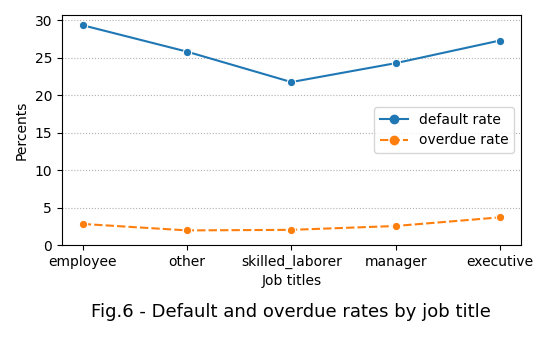 30
25
20
15
10
5
0
Percents
default rate
overdue rate
employee other skilled_laborer manager executive
Job titles
Fig.6 - Default and overdue rates by job title